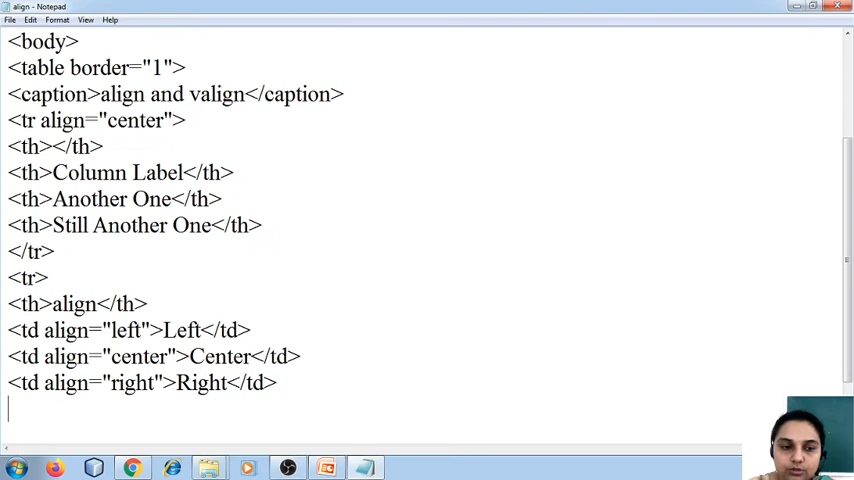 align - Notepad
File Edit Format View Help
<body>
<table border="1">
<caption>align and valign</caption>
<tr align="center">
<th></th>
<th>Column Label</th>
<th>Another One</th>
<th>Still Another One</th>
</tr>
<tr>
<th>align</th>
<td align="left">Left</td>
<td align="center">Center</td>
<td align="right">Right</td>